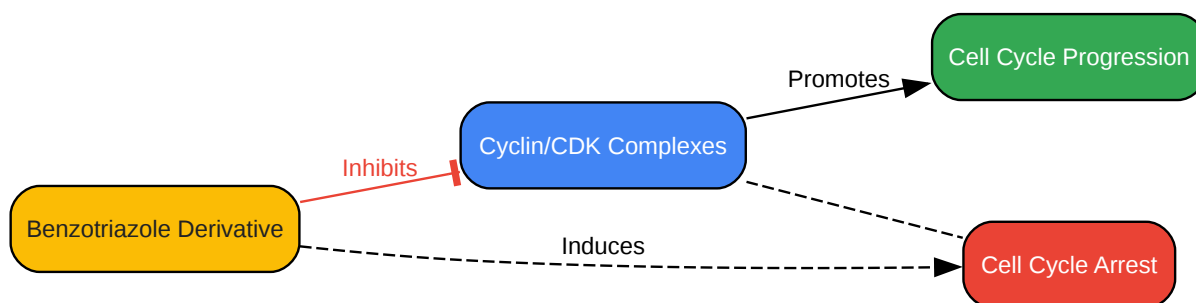 Cell Cycle Progression
Promotes
Cyclin/CDK Complexes
Inhibits
Benzotriazole Derivative
Induces
Cell Cycle Arrest